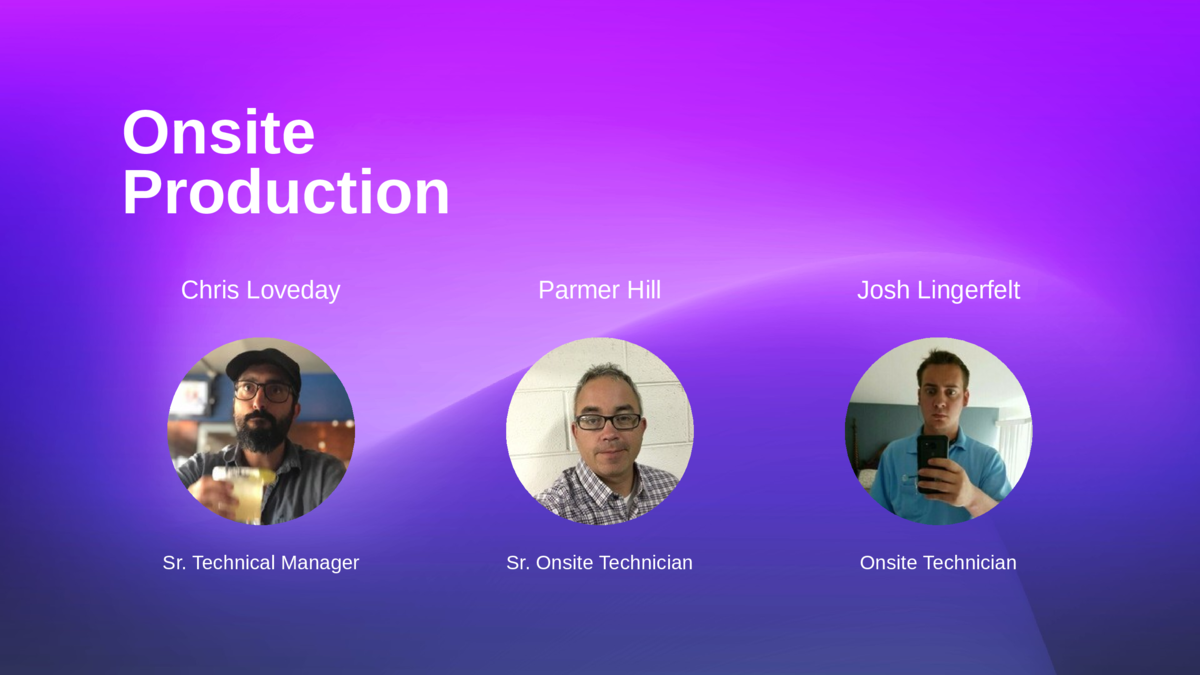 Onsite
Production
Chris Loveday
Parmer Hill
Josh Lingerfelt
Sr. Technical Manager
Sr. Onsite Technician
Onsite Technician